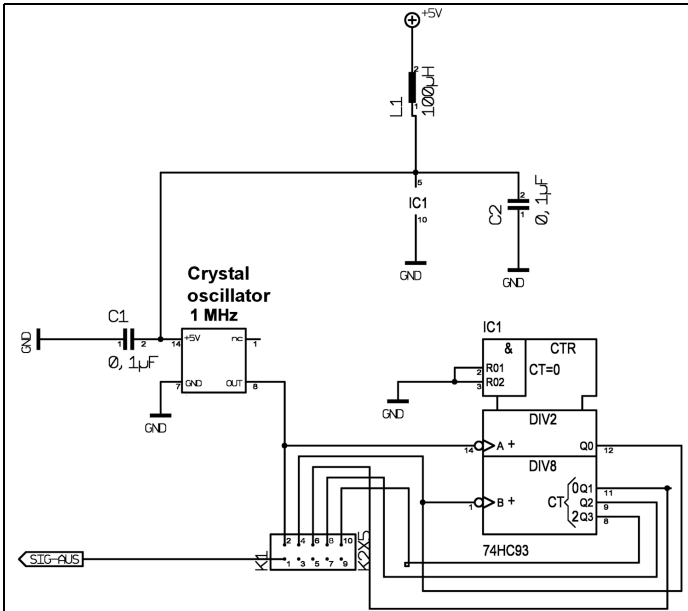 +5V
2
L1
100µH
1
5
IC1
10
GND
2
C2
0,1µF
1
GND
Crystal
oscillator
1 MHz
C1
GND
1
2
0,1µF
14
+5V
nc
1
7
GND
OUT
8
GND
IC1
&
CTR
R01
2
CT=0
R02
3
GND
DIV2
14
A +
Q0
12
DIV8
1
B +
CT
0
Q1
11
Q2
9
2
Q3
8
74HC93
SIG-AUS
K1
2 4 6 8 10
1 3 5 7 9
K2X5